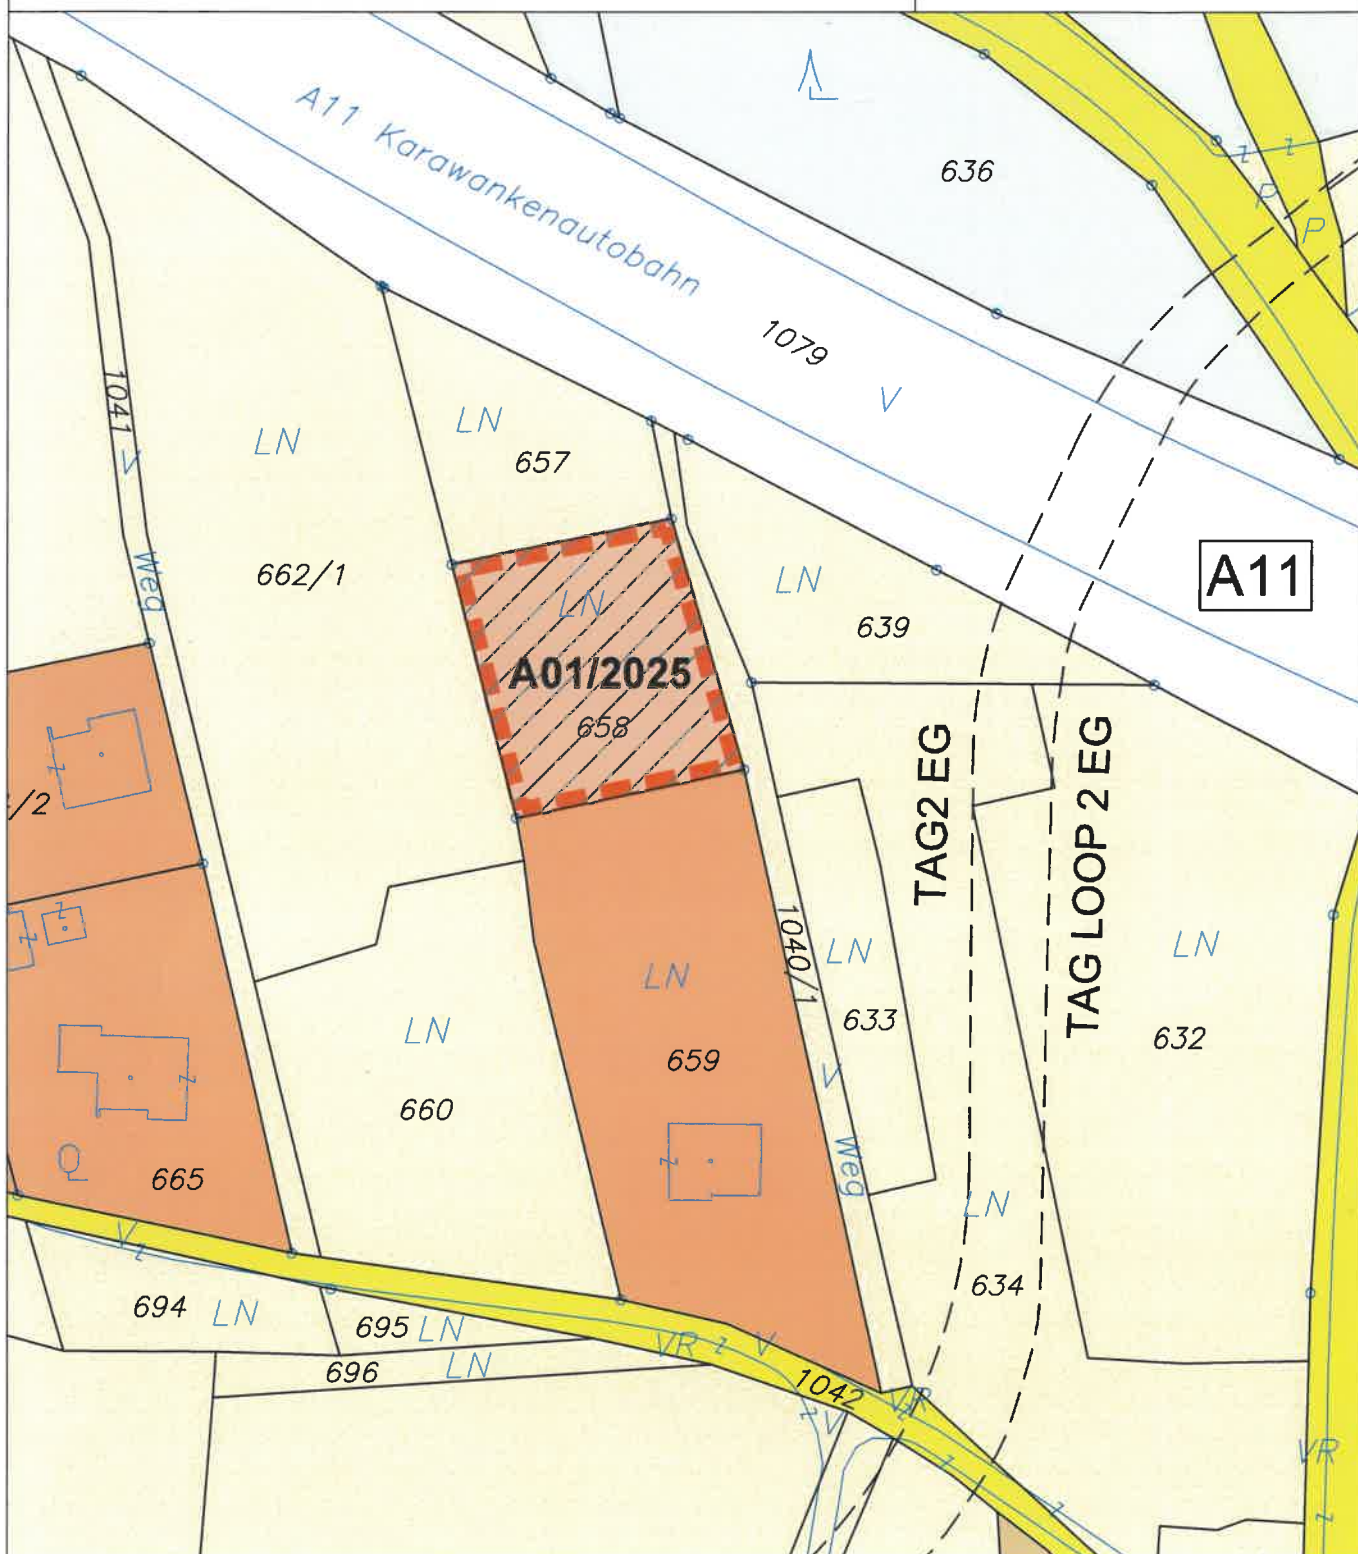 A11 Karawankenautobahn
636
P
P
1079
V
1041
V
LN
LN
657
A11
Weg
662/1
LN
LN
639
A01/2025
658
TAG2 EG
TAG LOOP 2 EG
/2
1040/1
LN
LN
LN
LN
633
632
659
660
V
Weg
665
LN
634
V
694
LN
695
LN
VR
V
696
LN
1042
VR
V
VR